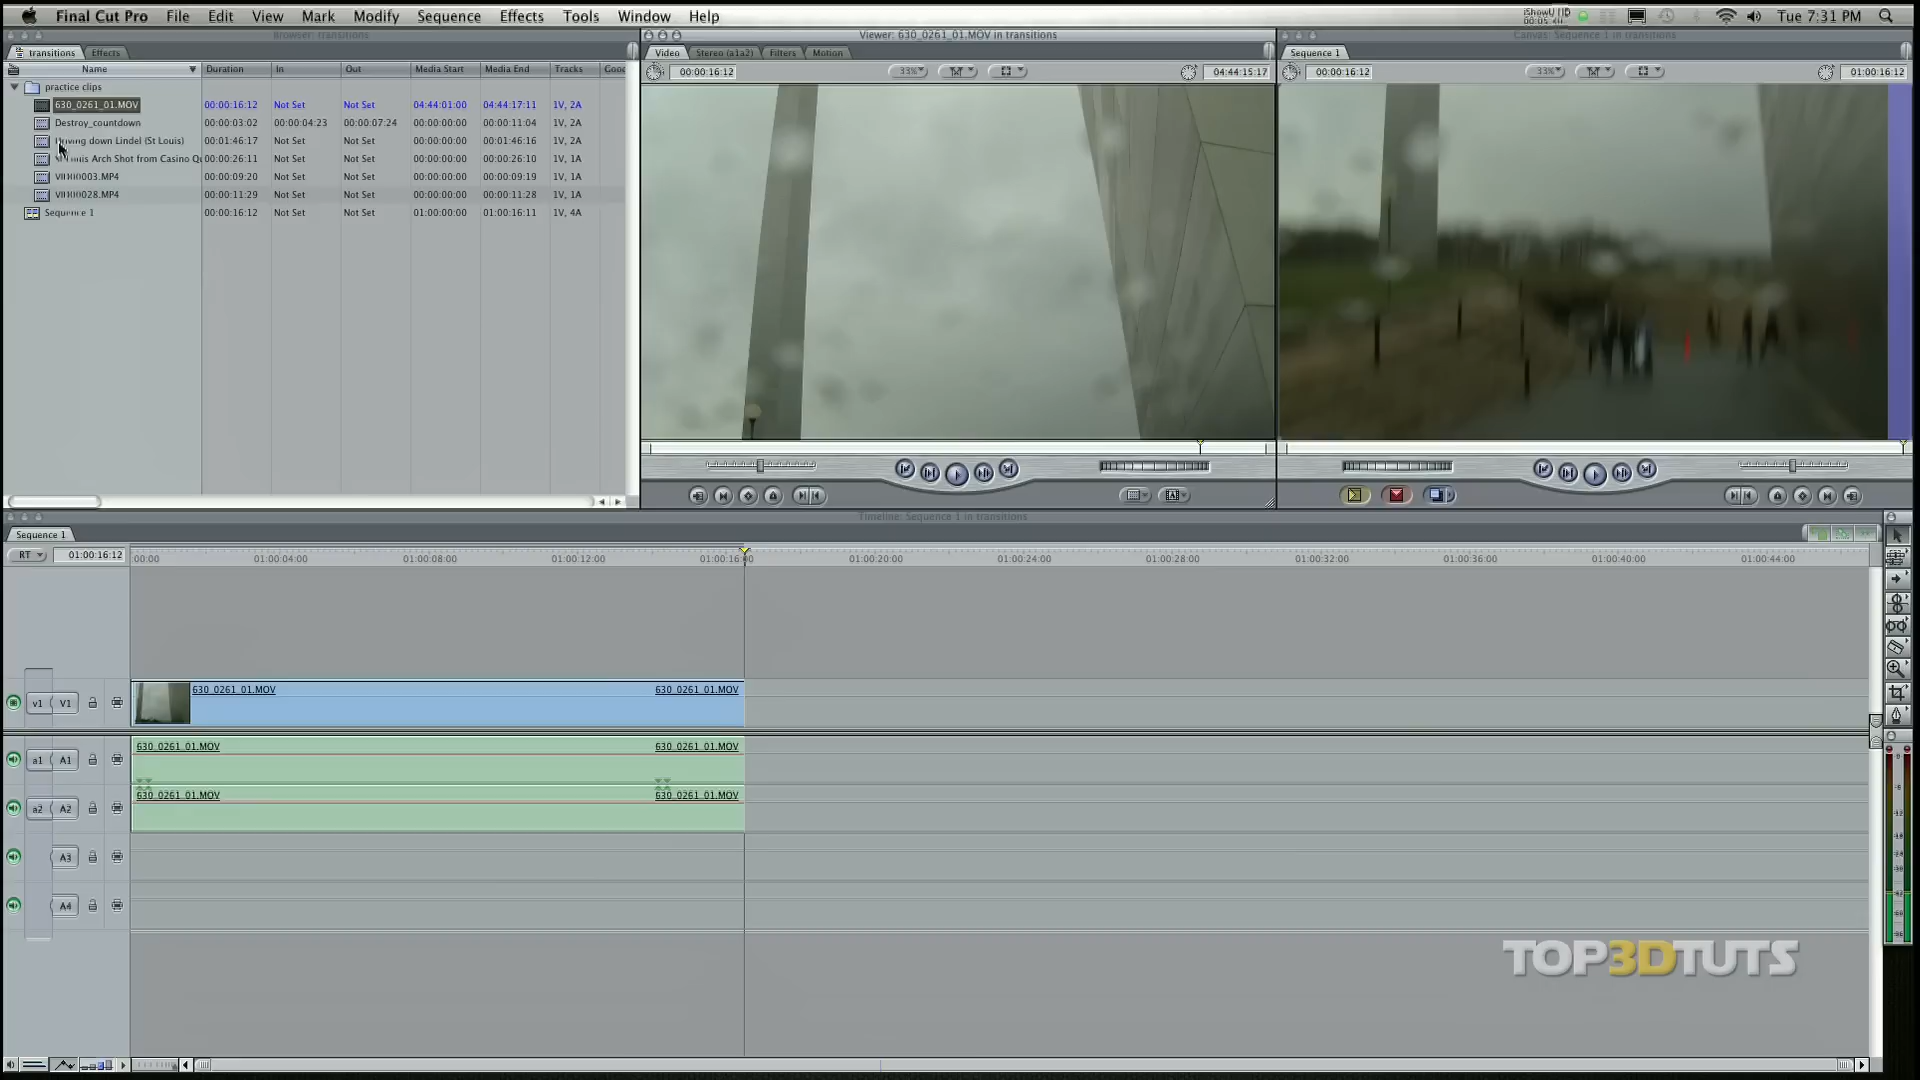 Final Cut Pro File Edit View Mark Modify Sequence Effects Tools Window Help Tue 7:31 PM
Browser: transitions
Viewer: 630_0261_01.MOV in transitions
Canvas: Sequence 1 in transitions
transitions Effects
Video Stereo (a1a2) Filters Motion
Sequence 1
Name Duration In Out Media Start Media End Tracks Good
00:00:16:12 33% 04:44:15:17
00:00:16:12 33% 01:00:16:12
practice clips
630_0261_01.MOV 00:00:16:12 Not Set Not Set 04:44:01:00 04:44:17:11 1V, 2A
Destroy_countdown 00:00:03:02 00:00:04:23 00:00:07:24 00:00:00:00 00:00:11:04 1V, 2A
Driving down Lindel (St Louis) 00:01:46:17 Not Set Not Set 00:00:00:00 00:01:46:16 1V, 2A
Arch Shot from Casino 00:00:26:11 Not Set Not Set 00:00:00:00 00:00:26:10 1V, 1A
00:00:09:20 Not Set Not Set 00:00:00:00 00:00:09:19 1V, 1A
00:00:11:29 Not Set Not Set 00:00:00:00 00:00:11:28 1V, 1A
Sequence 1 00:00:16:12 Not Set Not Set 01:00:00:00 01:00:16:11 1V, 4A
Timeline: Sequence 1 in transitions
Sequence 1
RT 01:00:16:12 00:00 01:00:04:00 01:00:08:00 01:00:12:00 01:00:16:00 01:00:20:00 01:00:24:00 01:00:28:00 01:00:32:00 01:00:36:00 01:00:40:00 01:00:44:00
v1 V1 630_0261_01.MOV 630_0261_01.MOV
a1 A1 630_0261_01.MOV 630_0261_01.MOV
a2 A2 630_0261_01.MOV 630_0261_01.MOV
A3
A4
TOP3DTUTS